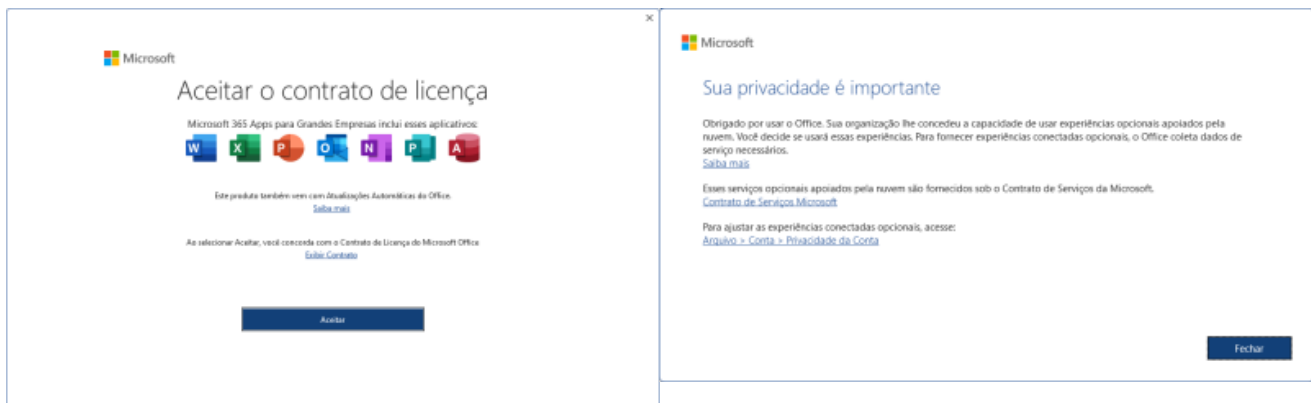 Microsoft
Aceitar o contrato de licença
Microsoft 365 Apps para Grandes Empresas inclui esses aplicativos:
W X P O N P A
Este produto também vem com Atualizações Automáticas do Office.
Saiba mais
Ao selecionar Aceitar, você concorda com o Contrato de Licença do Microsoft Office
Exibir Contrato
Aceitar
Microsoft
Sua privacidade é importante
Obrigado por usar o Office. Sua organização lhe concedeu a capacidade de usar experiências opcionais apoiados pela
nuvem. Você decide se usará essas experiências. Para fornecer experiências conectadas opcionais, o Office coleta dados de
serviço necessários.
Saiba mais
Esses serviços opcionais apoiados pela nuvem são fornecidos sob o Contrato de Serviços da Microsoft.
Contrato de Serviços Microsoft
Para ajustar as experiências conectadas opcionais, acesse:
Arquivo > Conta > Privacidade da Conta
Fechar